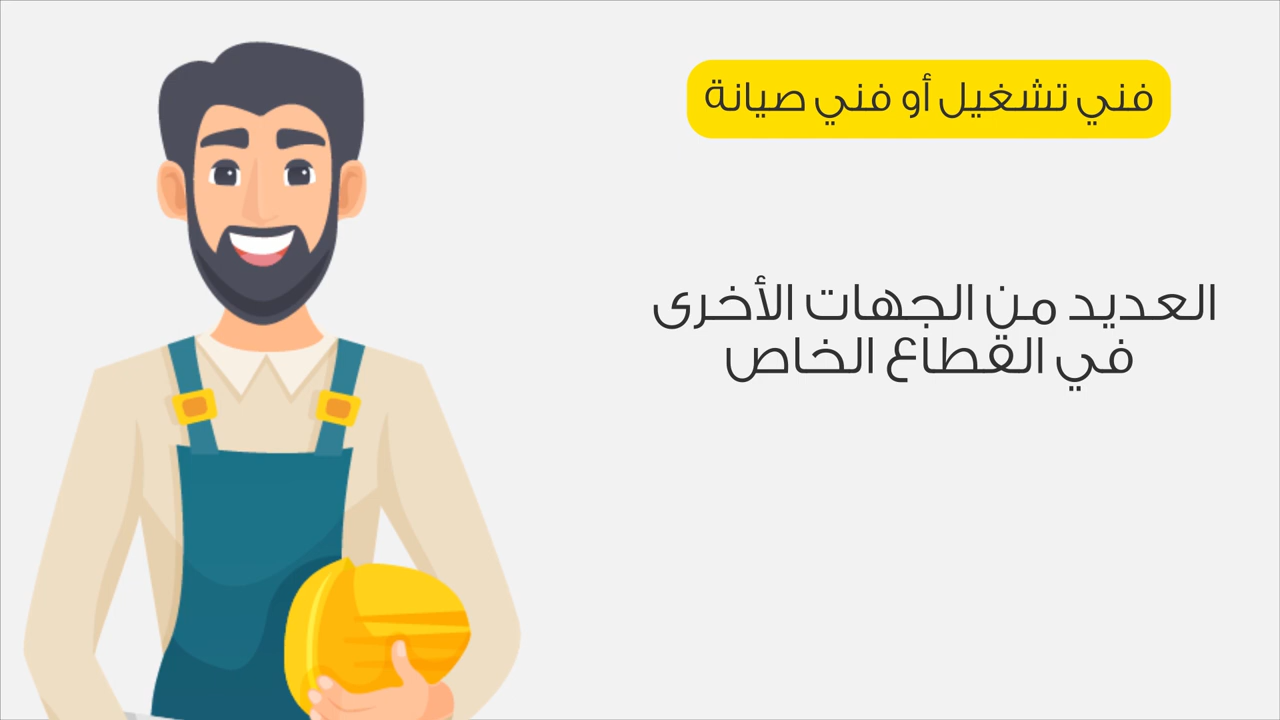 فني تشغيل أو فني صيانة
العديد من الجهات الأخرى
في القطاع الخاص